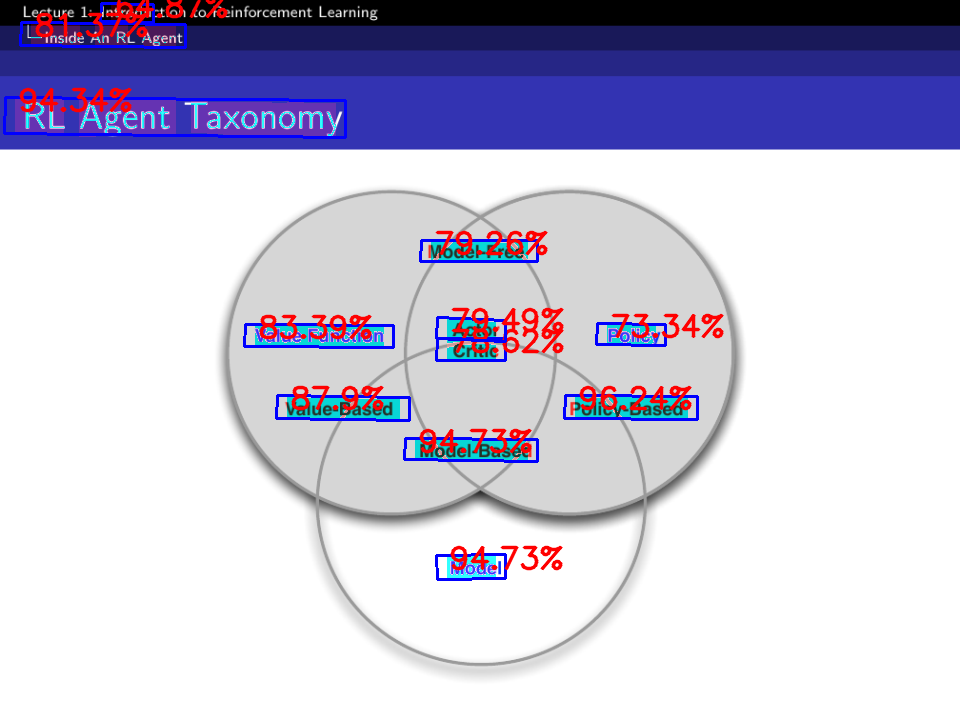 Lecture 1: Introduction to Reinforcement Learning
64.87%
81.37%
Inside An RL Agent
94.34%
RL Agent Taxonomy
79.26%
Model-Free
83.39%
Value Function
79.49%
Actor
73.34%
Policy
78.62%
Critic
87.9%
Value-Based
96.24%
Policy-Based
94.73%
Model-Based
94.73%
Model